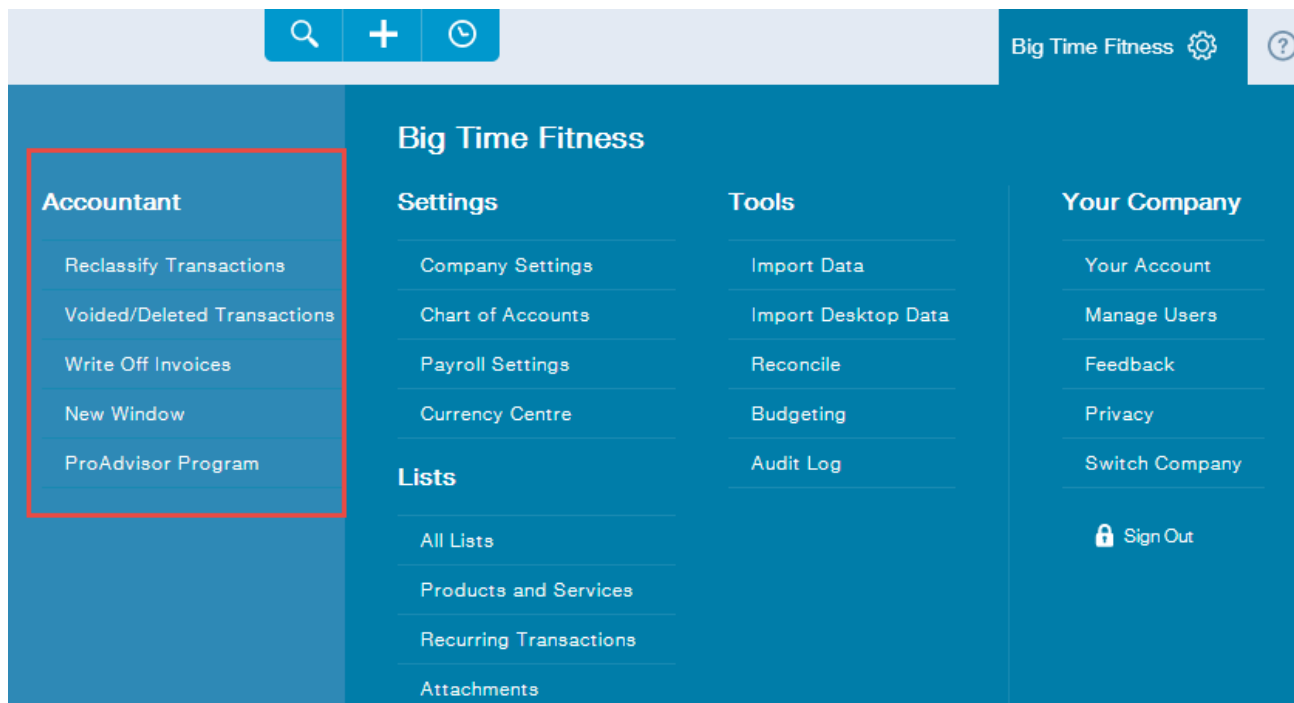 Big Time Fitness
?
Big Time Fitness
Accountant
Reclassify Transactions
Voided/Deleted Transactions
Write Off Invoices
New Window
ProAdvisor Program
Settings
Company Settings
Chart of Accounts
Payroll Settings
Currency Centre
Lists
All Lists
Products and Services
Recurring Transactions
Attachments
Tools
Import Data
Import Desktop Data
Reconcile
Budgeting
Audit Log
Your Company
Your Account
Manage Users
Feedback
Privacy
Switch Company
Sign Out